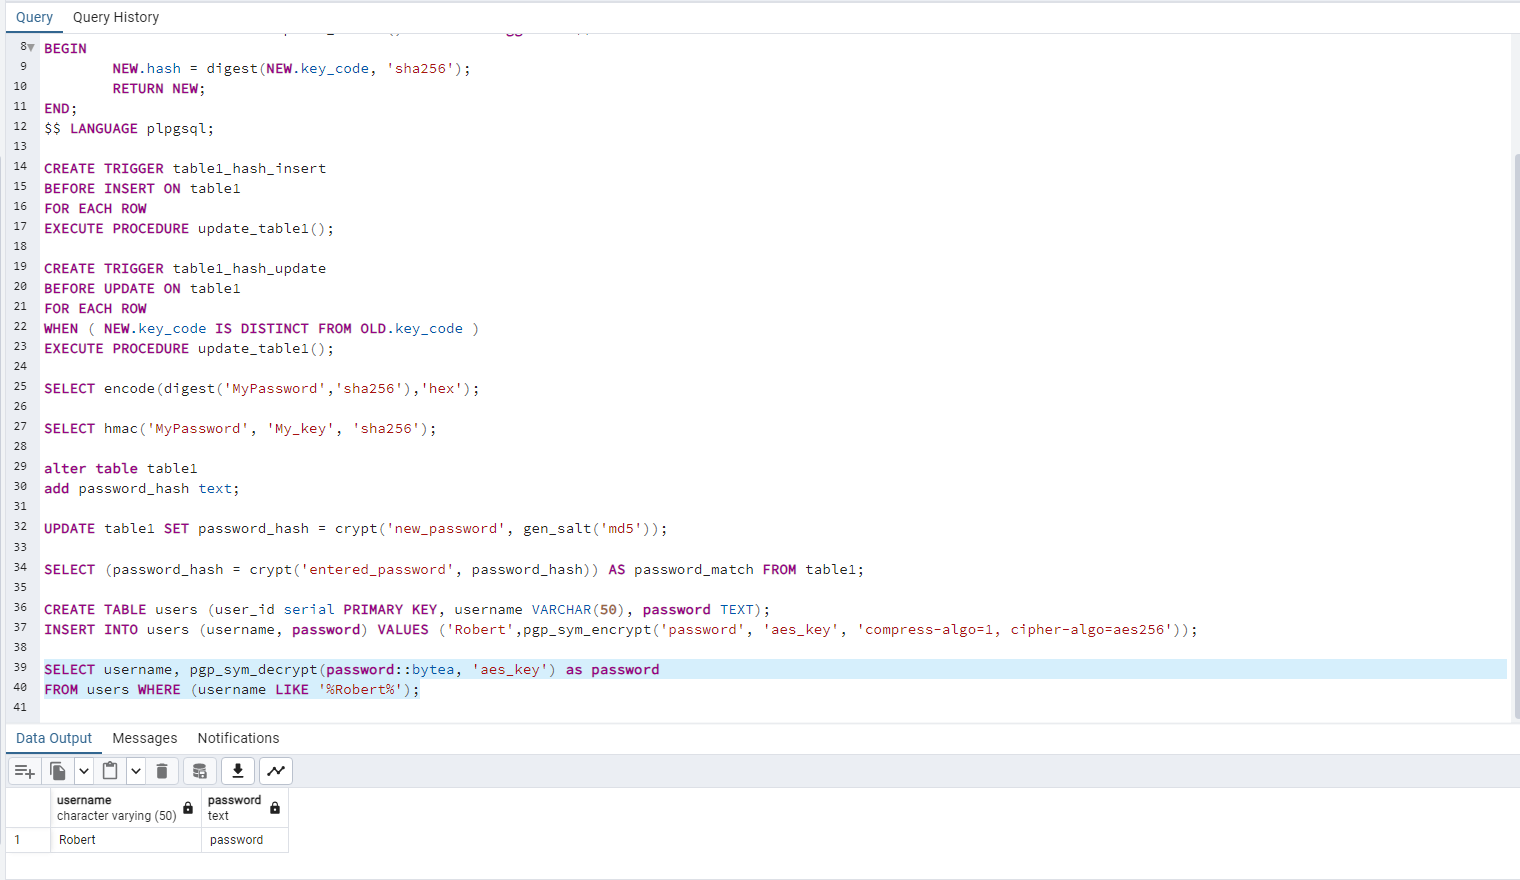 Query Query History
8 BEGIN
9 NEW.hash = digest(NEW.key_code, 'sha256');
10 RETURN NEW;
11 END;
12 $$ LANGUAGE plpgsql;
13
14 CREATE TRIGGER table1_hash_insert
15 BEFORE INSERT ON table1
16 FOR EACH ROW
17 EXECUTE PROCEDURE update_table1();
18
19 CREATE TRIGGER table1_hash_update
20 BEFORE UPDATE ON table1
21 FOR EACH ROW
22 WHEN ( NEW.key_code IS DISTINCT FROM OLD.key_code )
23 EXECUTE PROCEDURE update_table1();
24
25 SELECT encode(digest('MyPassword','sha256'),'hex');
26
27 SELECT hmac('MyPassword', 'My_key', 'sha256');
28
29 alter table table1
30 add password_hash text;
31
32 UPDATE table1 SET password_hash = crypt('new_password', gen_salt('md5'));
33
34 SELECT (password_hash = crypt('entered_password', password_hash)) AS password_match FROM table1;
35
36 CREATE TABLE users (user_id serial PRIMARY KEY, username VARCHAR(50), password TEXT);
37 INSERT INTO users (username, password) VALUES ('Robert',pgp_sym_encrypt('password', 'aes_key', 'compress-algo=1, cipher-algo=aes256'));
38
39 SELECT username, pgp_sym_decrypt(password::bytea, 'aes_key') as password
40 FROM users WHERE (username LIKE '%Robert%');
41
Data Output Messages Notifications
username password
character varying (50) text
1 Robert password